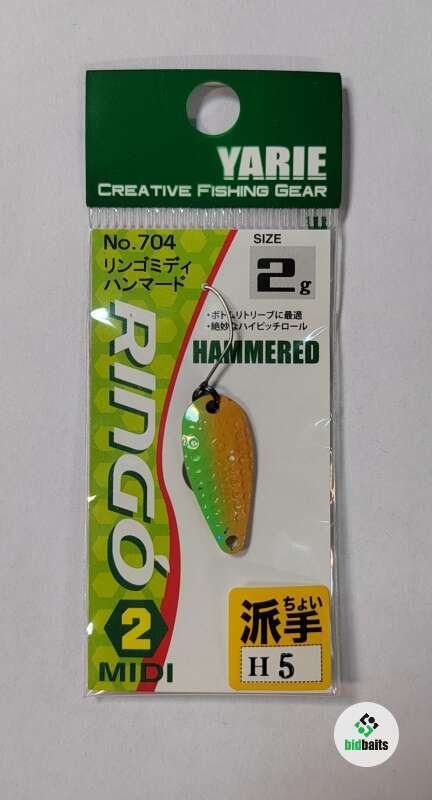 YARIE
CREATIVE FISHING GEAR
No.704
リンゴミディ
ハンマード
SIZE
2g
・ボトムリトリーブに最適
・絶妙なハイピッチロール
HAMMERED
RINGO
2
MIDI
ちょい
派手
H 5
bidbaits